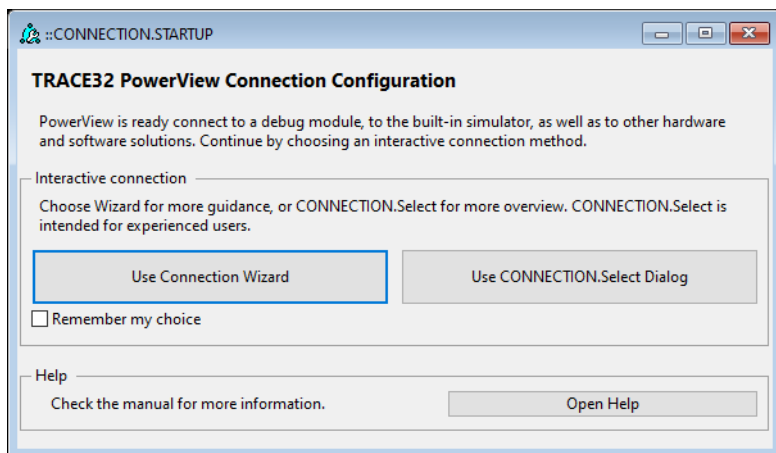 ::CONNECTION.STARTUP
TRACE32 PowerView Connection Configuration
PowerView is ready connect to a debug module, to the built-in simulator, as well as to other hardware
and software solutions. Continue by choosing an interactive connection method.
Interactive connection
Choose Wizard for more guidance, or CONNECTION.Select for more overview. CONNECTION.Select is
intended for experienced users.
Use Connection Wizard
Use CONNECTION.Select Dialog
Remember my choice
Help
Check the manual for more information.
Open Help